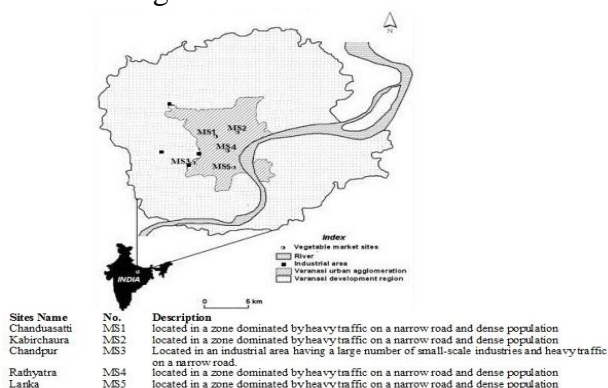 N
MS1
MS2
MS4
MS3
MS5
Index
Vegetable market sites
River
Industrial area
Varanasi urban agglomeration
Varanasi development region
INDIA
0 5 km
Sites Name No. Description
Chanduasatti MS1 located in a zone dominated by heavy traffic on a narrow road and dense population
Kabirchaura MS2 located in a zone dominated by heavy traffic on a narrow road and dense population
Chandpur MS3 Located in an industrial area having a large number of small-scale industries and heavy traffic
on a narrow road.
Rathyatra MS4 located in a zone dominated by heavy traffic on a narrow road and dense population
Lanka MS5 located in a zone dominated by heavy traffic on a narrow road and dense population